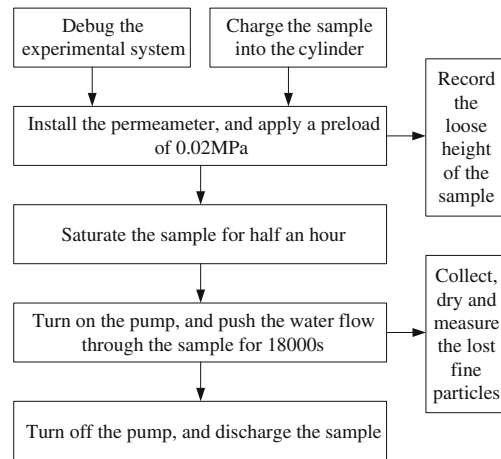 Debug the
experimental system
Charge the sample
into the cylinder
Install the permeameter, and apply a preload
of 0.02MPa
Record
the
loose
height
of the
sample
Saturate the sample for half an hour
Turn on the pump, and push the water flow
through the sample for 18000s
Collect,
dry and
measure
the lost
fine
particles
Turn off the pump, and discharge the sample